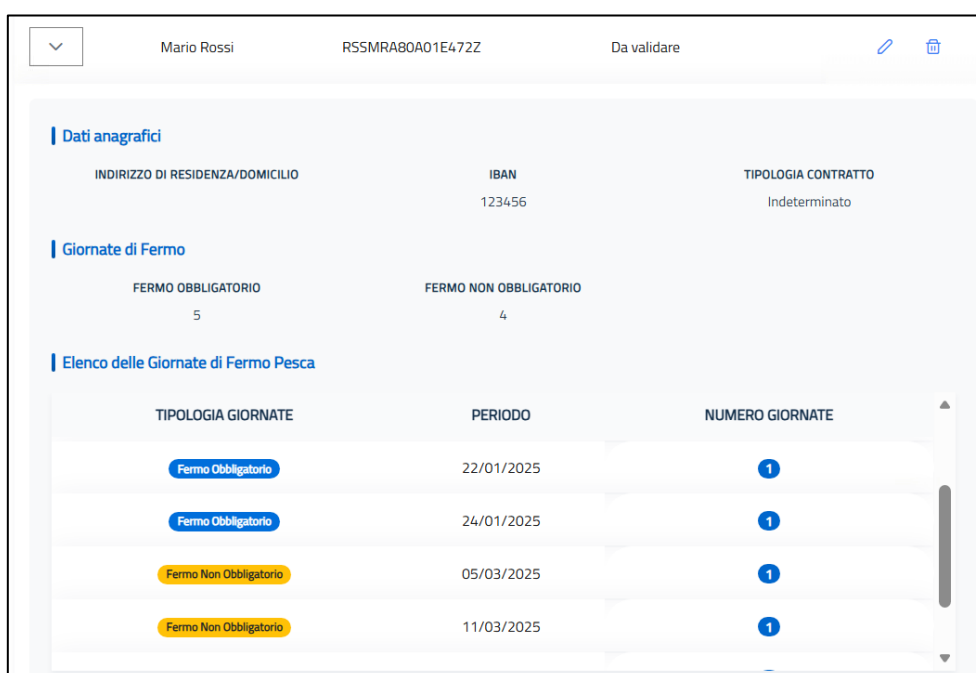 Mario Rossi RSSMRA80A01E472Z Da validare
Dati anagrafici
INDIRIZZO DI RESIDENZA/DOMICILIO IBAN TIPOLOGIA CONTRATTO
123456 Indeterminato
Giornate di Fermo
FERMO OBBLIGATORIO FERMO NON OBBLIGATORIO
5 4
Elenco delle Giornate di Fermo Pesca
TIPOLOGIA GIORNATE PERIODO NUMERO GIORNATE
Fermo Obbligatorio 22/01/2025 1
Fermo Obbligatorio 24/01/2025 1
Fermo Non Obbligatorio 05/03/2025 1
Fermo Non Obbligatorio 11/03/2025 1